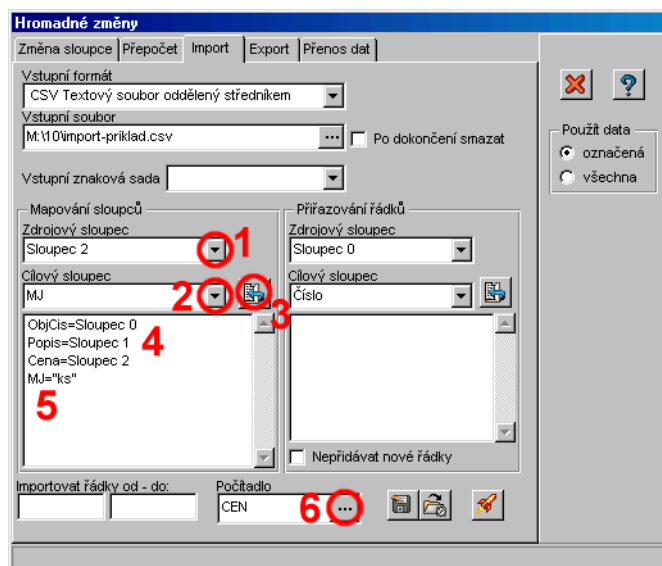 Hromadné změny
Změna sloupce Přepočet Import Export Přenos dat
Vstupní formát
CSV Textový soubor oddělený středníkem
Vstupní soubor
M:\10\import-priklad.csv ... Po dokončení smazat
Vstupní znaková sada
Použít data
označená
všechna
Mapování sloupců
Zdrojový sloupec
Sloupec 2 1
Cílový sloupec
MJ 2 3
ObjCis=Sloupec 0
Popis=Sloupec 1 4
Cena=Sloupec 2
MJ="ks"
5
Přiřazování řádků
Zdrojový sloupec
Sloupec 0
Cílový sloupec
Číslo
Nepřidávat nové řádky
Importovat řádky od - do:
Počítadlo
CEN 6 ...